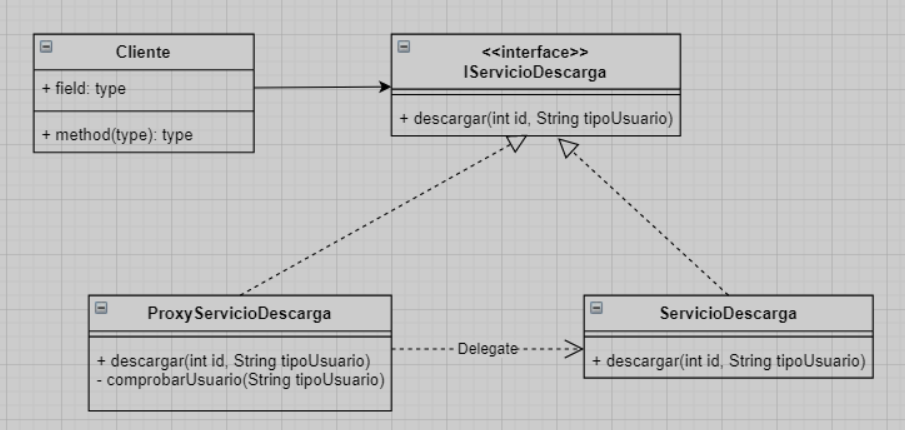 Cliente
+ field: type
+ method(type): type
<<interface>>
IServicioDescarga
+ descargar(int id, String tipoUsuario)
ProxyServicioDescarga
+ descargar(int id, String tipoUsuario)
- comprobarUsuario(String tipoUsuario)
Delegate
ServicioDescarga
+ descargar(int id, String tipoUsuario)